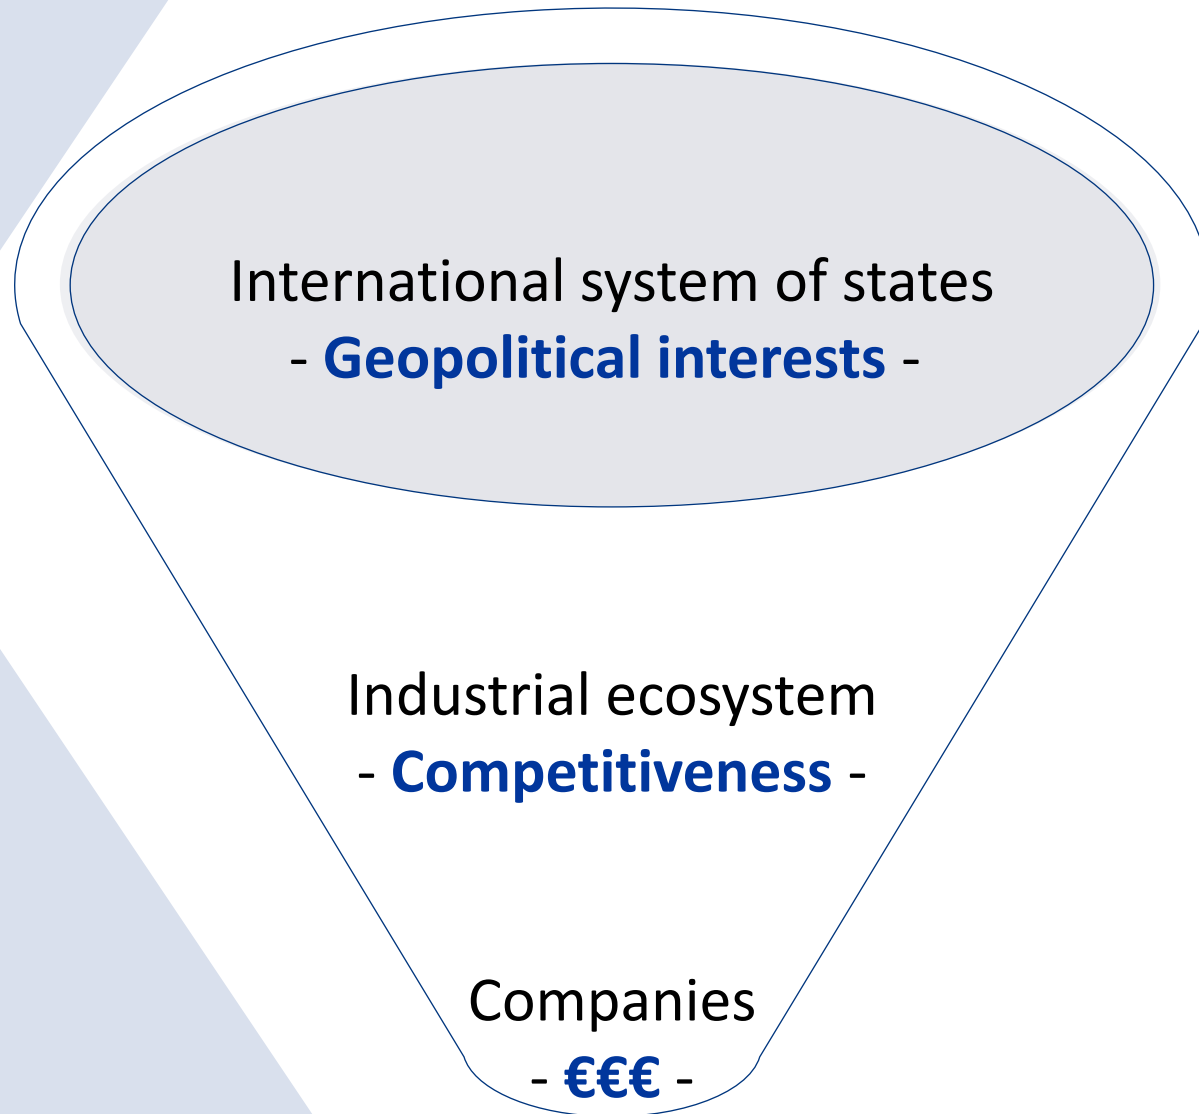 International system of states
- Geopolitical interests -
Industrial ecosystem
- Competitiveness -
Companies
- €€€ -